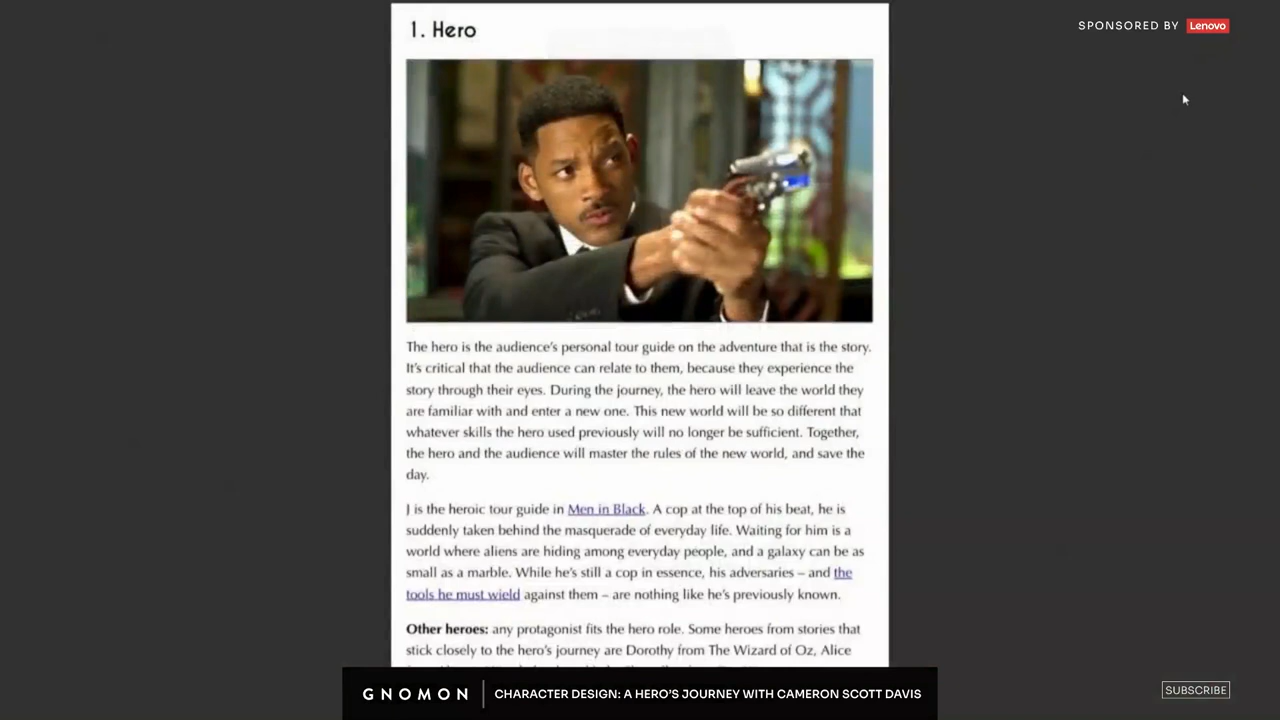 1. Hero
SPONSORED BY Lenovo
The hero is the audience's personal tour guide on the adventure that is the story.
It's critical that the audience can relate to them, because they experience the
story through their eyes. During the journey, the hero will leave the world they
are familiar with and enter a new one. This new world will be so different that
whatever skills the hero used previously will no longer be sufficient. Together,
the hero and the audience will master the rules of the new world, and save the
day.
J is the heroic tour guide in Men in Black. A cop at the top of his beat, he is
suddenly taken behind the masquerade of everyday life. Waiting for him is a
world where aliens are hiding among everyday people, and a galaxy can be as
small as a marble. While he's still a cop in essence, his adversaries – and the
tools he must wield against them – are nothing like he's previously known.
Other heroes: any protagonist fits the hero role. Some heroes from stories that
stick closely to the hero's journey are Dorothy from The Wizard of Oz, Alice
GNOMON CHARACTER DESIGN: A HERO'S JOURNEY WITH CAMERON SCOTT DAVIS
SUBSCRIBE